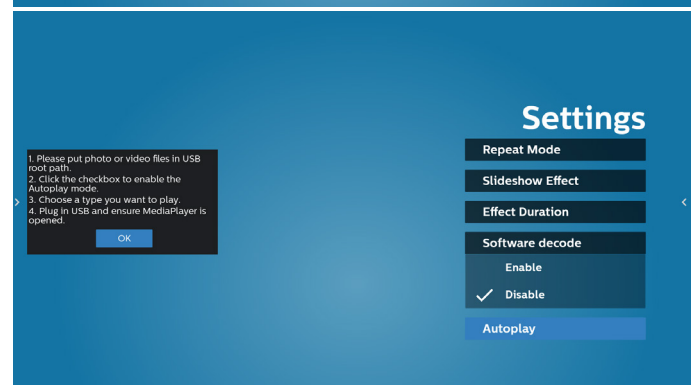 Settings
1. Please put photo or video files in USB
root path.
2. Click the checkbox to enable the
Autoplay mode.
3. Choose a type you want to play.
4. Plug in USB and ensure MediaPlayer is
opened.
OK
Repeat Mode
Slideshow Effect
Effect Duration
Software decode
Enable
Disable
Autoplay